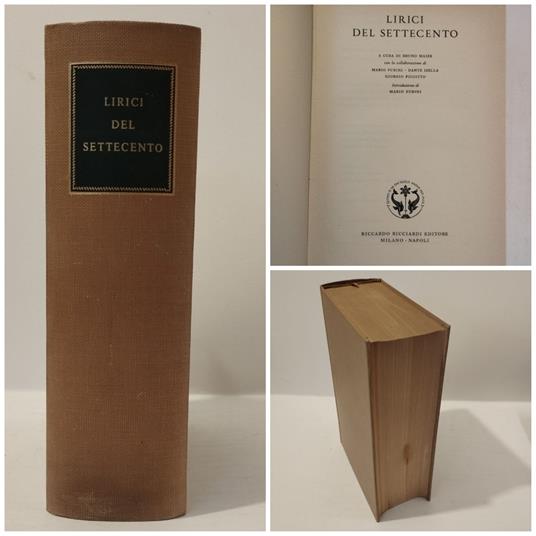 LIRICI
DEL
SETTECENTO
LIRICI
DEL SETTECENTO
A CURA DI BRUNO MAIER
con la collaborazione di
MARIO FUBINI · DANTE ISELLA
GIORGIO PICCITTO
Introduzione di
MARIO FUBINI
RICCARDO RICCIARDI EDITORE
MILANO · NAPOLI